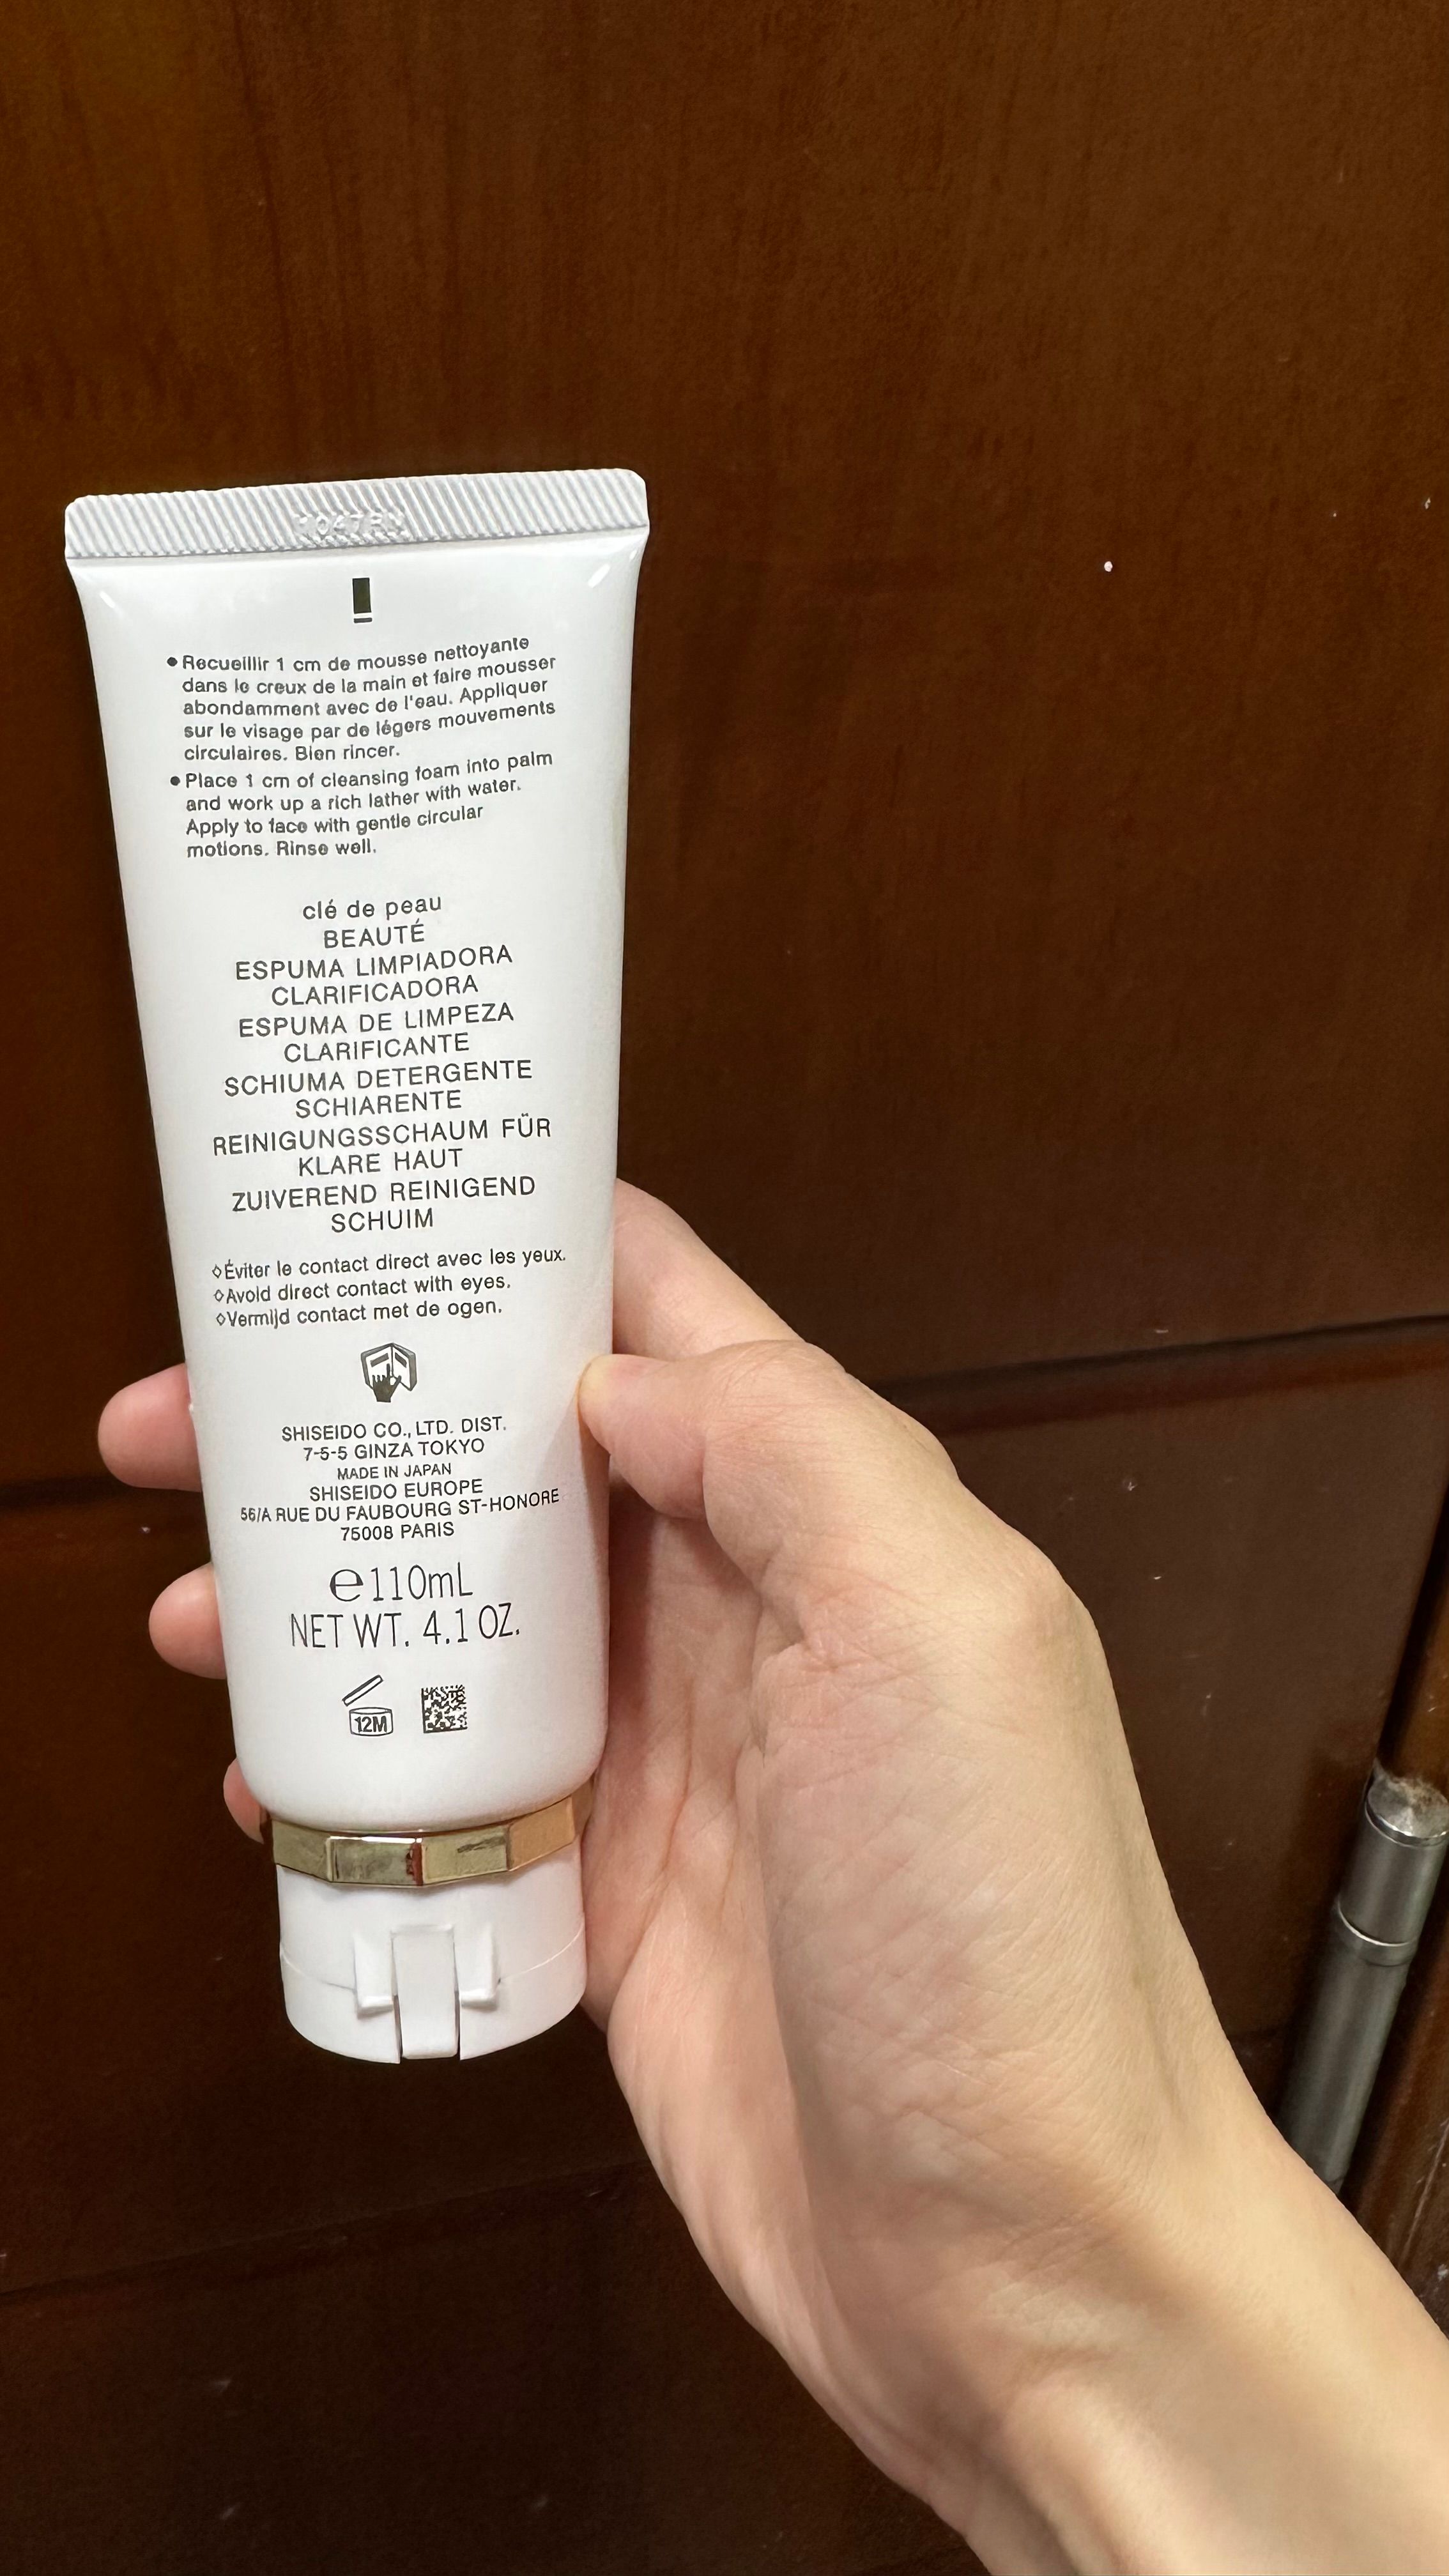 ● Recueillir 1 cm de mousse nettoyante
dans le creux de la main et faire mousser
abondamment avec de l'eau. Appliquer
sur le visage par de légers mouvements
circulaires. Bien rincer.
● Place 1 cm of cleansing foam into palm
and work up a rich lather with water.
Apply to face with gentle circular
motions. Rinse well.
clé de peau
BEAUTÉ
ESPUMA LIMPIADORA
CLARIFICADORA
ESPUMA DE LIMPEZA
CLARIFICANTE
SCHIUMA DETERGENTE
SCHIARENTE
REINIGUNGSSCHAUM FÜR
KLARE HAUT
ZUIVEREND REINIGEND
SCHUIM
◇Éviter le contact direct avec les yeux.
◇Avoid direct contact with eyes.
◇Vermijd contact met de ogen.
SHISEIDO CO., LTD. DIST.
7-5-5 GINZA TOKYO
MADE IN JAPAN
SHISEIDO EUROPE
56/A RUE DU FAUBOURG ST-HONORE
75008 PARIS
℮110mL
NET WT. 4.1 OZ.
12M